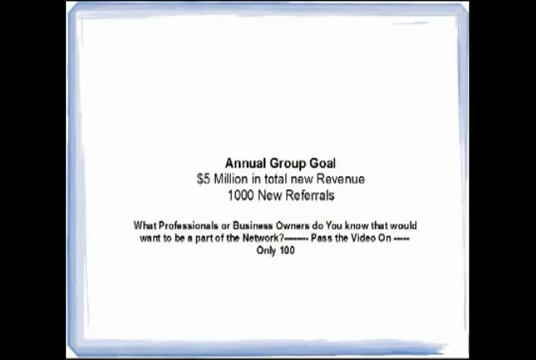 Annual Group Goal
$5 Million in total new Revenue
1000 New Referrals
What Professionals or Business Owners do You know that would
want to be a part of the Network?-------- Pass the Video On -----
Only 100